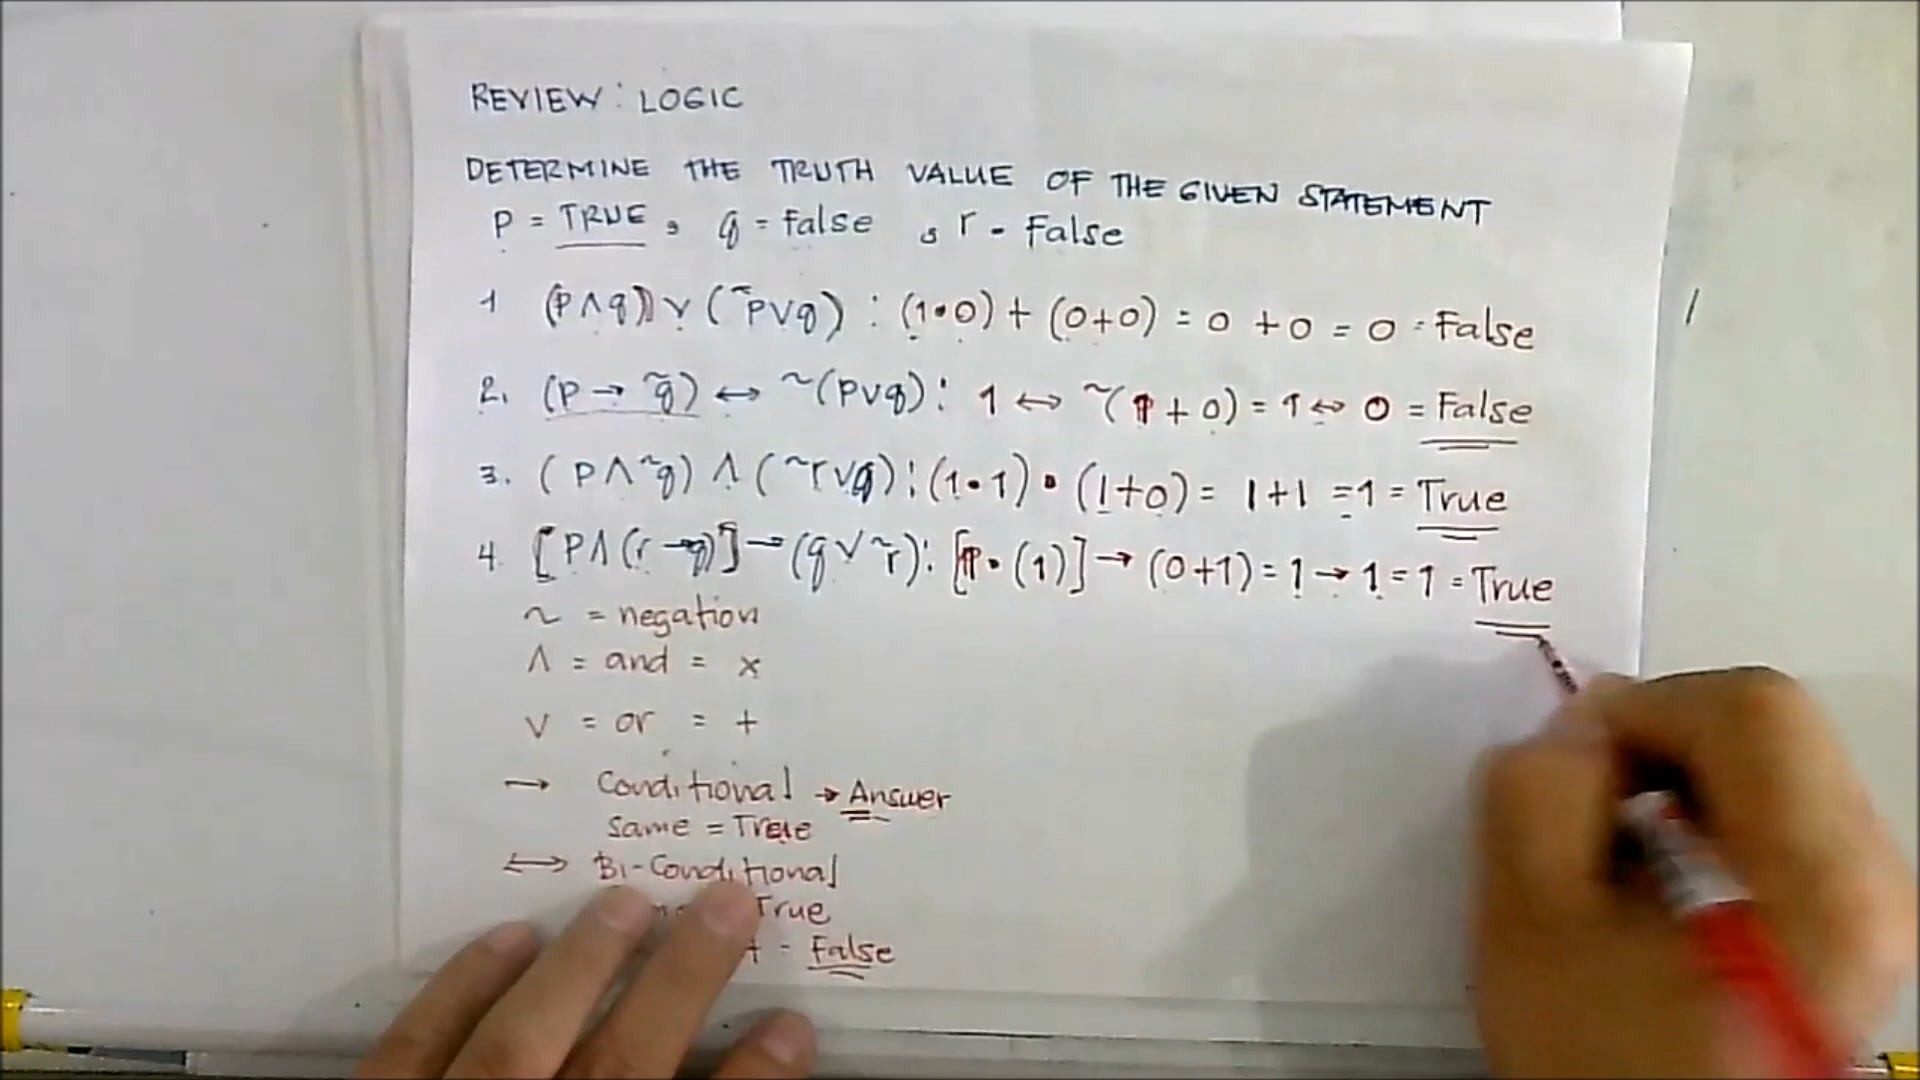 REVIEW: LOGIC
DETERMINE THE TRUTH VALUE OF THE GIVEN STATEMENT
P = TRUE, q = false, r - False
1 (p ∧ q) ∨ (~p ∨ q) : (1•0) + (0+0) = 0 + 0 = 0 = False
2. (p → ~q) ↔ ~(p ∨ q) : 1 ↔ ~(1 + 0) = 1 ↔ 0 = False
3. (p ∧ ~q) ∧ (~r ∨ q) : (1•1) • (1+0) = 1+1 = 1 = True
4. [P ∧ (r → q)] → (q ∨ ~r) : [1•(1)] → (0+1) = 1 → 1 = 1 = True
~ = negation
∧ = and = x
∨ = or = +
→ Conditional → Answer
Same = True
↔ Bi-Conditional
True
= False